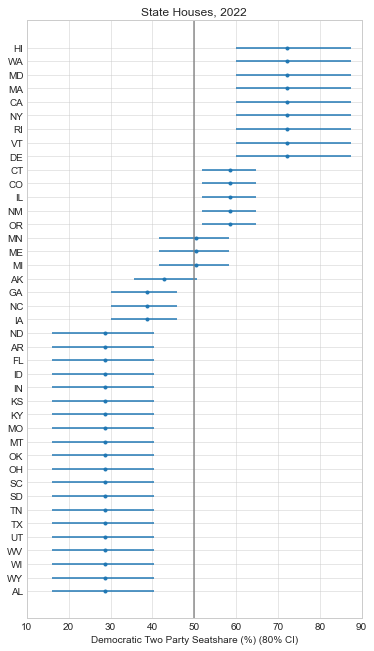 State Houses, 2022
HI
WA
MD
MA
CA
NY
RI
VT
DE
CT
CO
IL
NM
OR
MN
ME
MI
AK
GA
NC
IA
ND
AR
FL
ID
IN
KS
KY
MO
MT
OK
OH
SC
SD
TN
TX
UT
WV
WI
WY
AL
10 20 30 40 50 60 70 80 90
Democratic Two Party Seatshare (%) (80% CI)